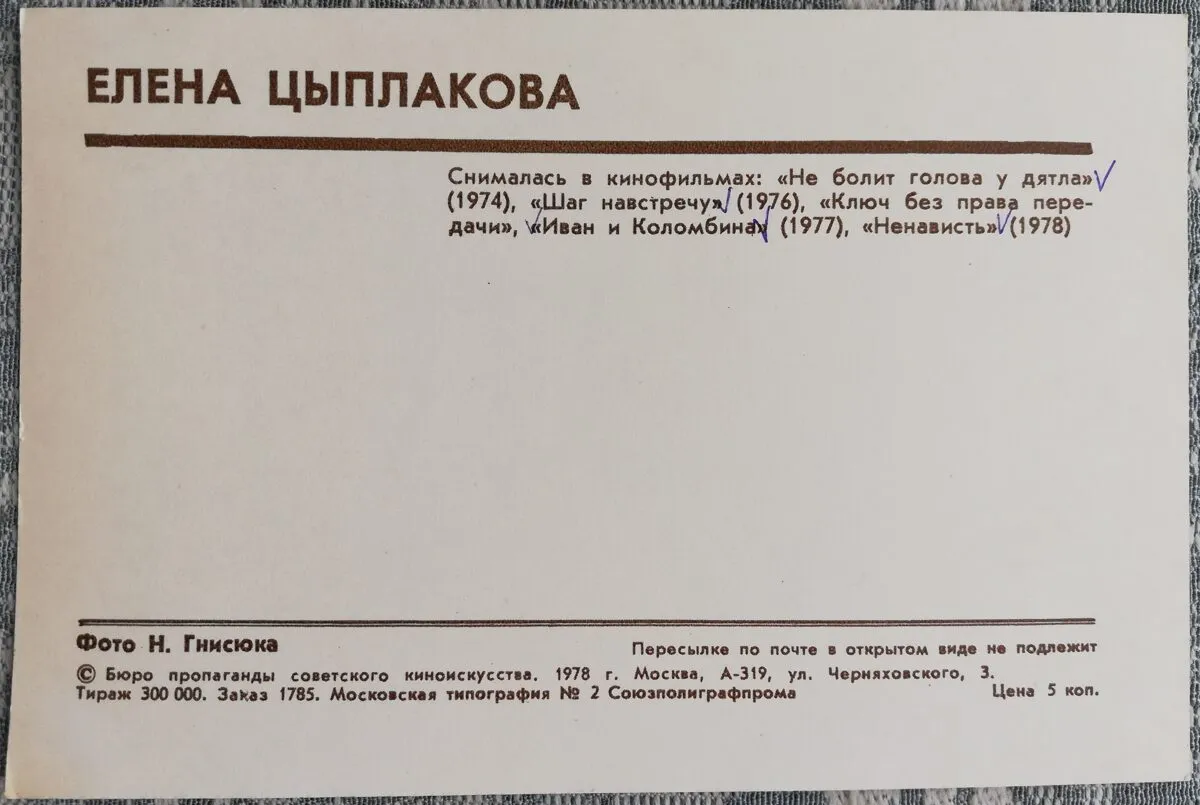 ЕЛЕНА ЦЫПЛАКОВА
Снималась в кинофильмах: «Не болит голова у дятла»
(1974), «Шаг навстречу» (1976), «Ключ без права пере-
дачи», «Иван и Коломбина» (1977), «Ненависть» (1978)
Фото Н. Гнисюка
Пересылке по почте в открытом виде не подлежит
© Бюро пропаганды советского киноискусства. 1978 г. Москва, А-319, ул. Черняховского, 3.
Тираж 300 000. Заказ 1785. Московская типография № 2 Союзполиграфпрома
Цена 5 коп.